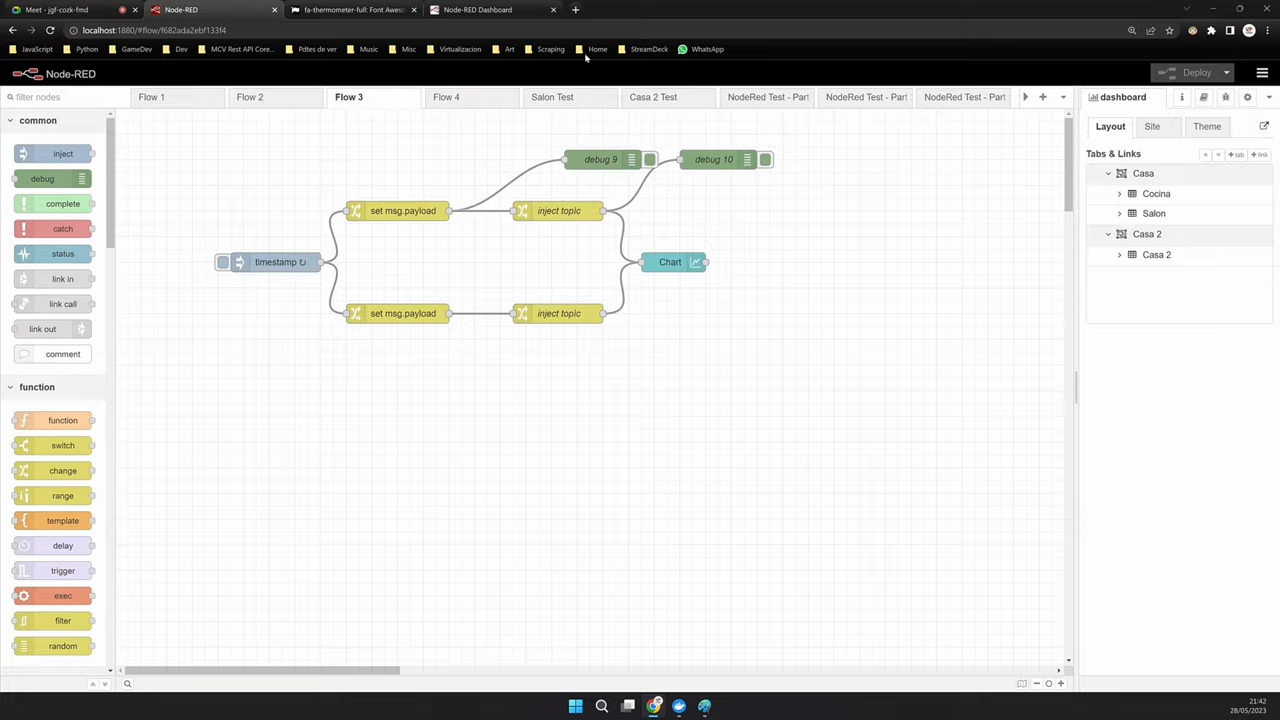 Meet - jgf-cozk-fmd
Node-RED
fa-thermometer-full: Font Aweso
Node-RED Dashboard
localhost:1880/#flow/f682ada2ebf133f4
JavaScript
Python
GameDev
Dev
MCV Rest API Core...
Pdtes de ver
Music
Misc
Virtualizacion
Art
Scraping
Home
StreamDeck
WhatsApp
Node-RED
Deploy
filter nodes
Flow 1
Flow 2
Flow 3
Flow 4
Salon Test
Casa 2 Test
NodeRed Test - Part
NodeRed Test - Part
NodeRed Test - Part
dashboard
common
inject
debug
complete
catch
status
link in
link call
link out
comment
function
function
switch
change
range
template
delay
trigger
exec
filter
random
debug 9
debug 10
set msg.payload
inject topic
timestamp ↻
Chart
set msg.payload
inject topic
Layout
Site
Theme
Tabs & Links
+ tab
+ link
Casa
Cocina
Salon
Casa 2
Casa 2
21:42
28/05/2023